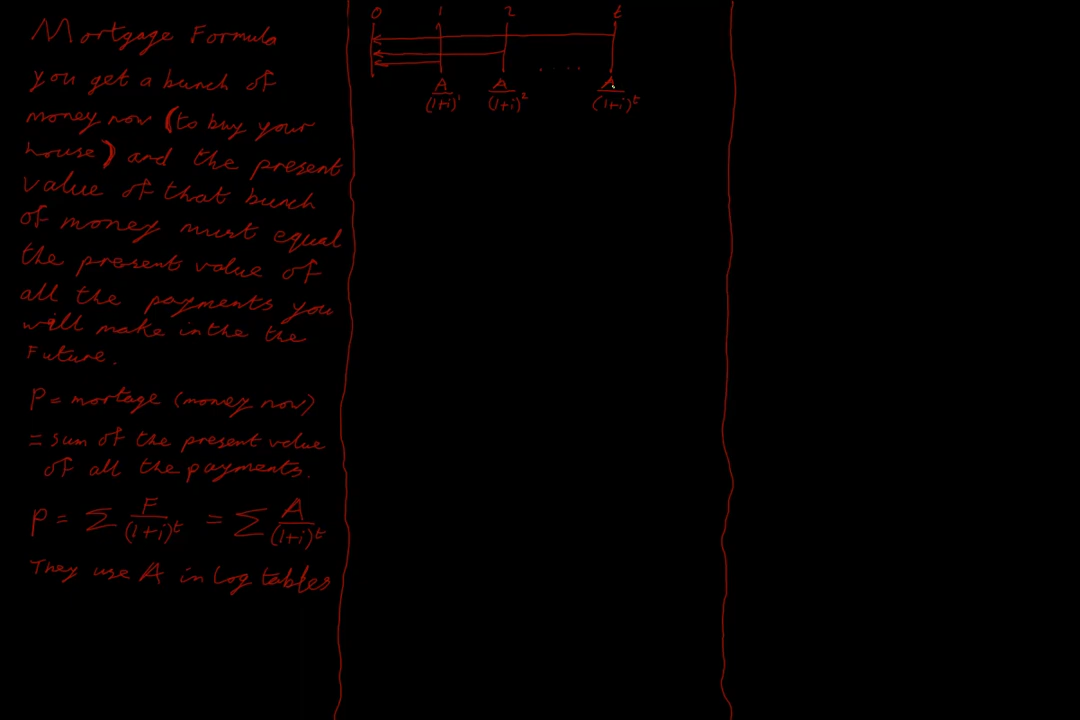 Mortgage Formula
you get a bunch of
money now (to buy your
house) and the present
value of that bunch
of money must equal
the present value of
all the payments you
will make in the the
Future.
P = mortage (money now)
= sum of the present value
of all the payments.
P = Σ F/(1+i)^t = Σ A/(1+i)^t
They use A in log tables
0 1 2 t
A/(1+i)^1 A/(1+i)^2 .... A/(1+i)^t